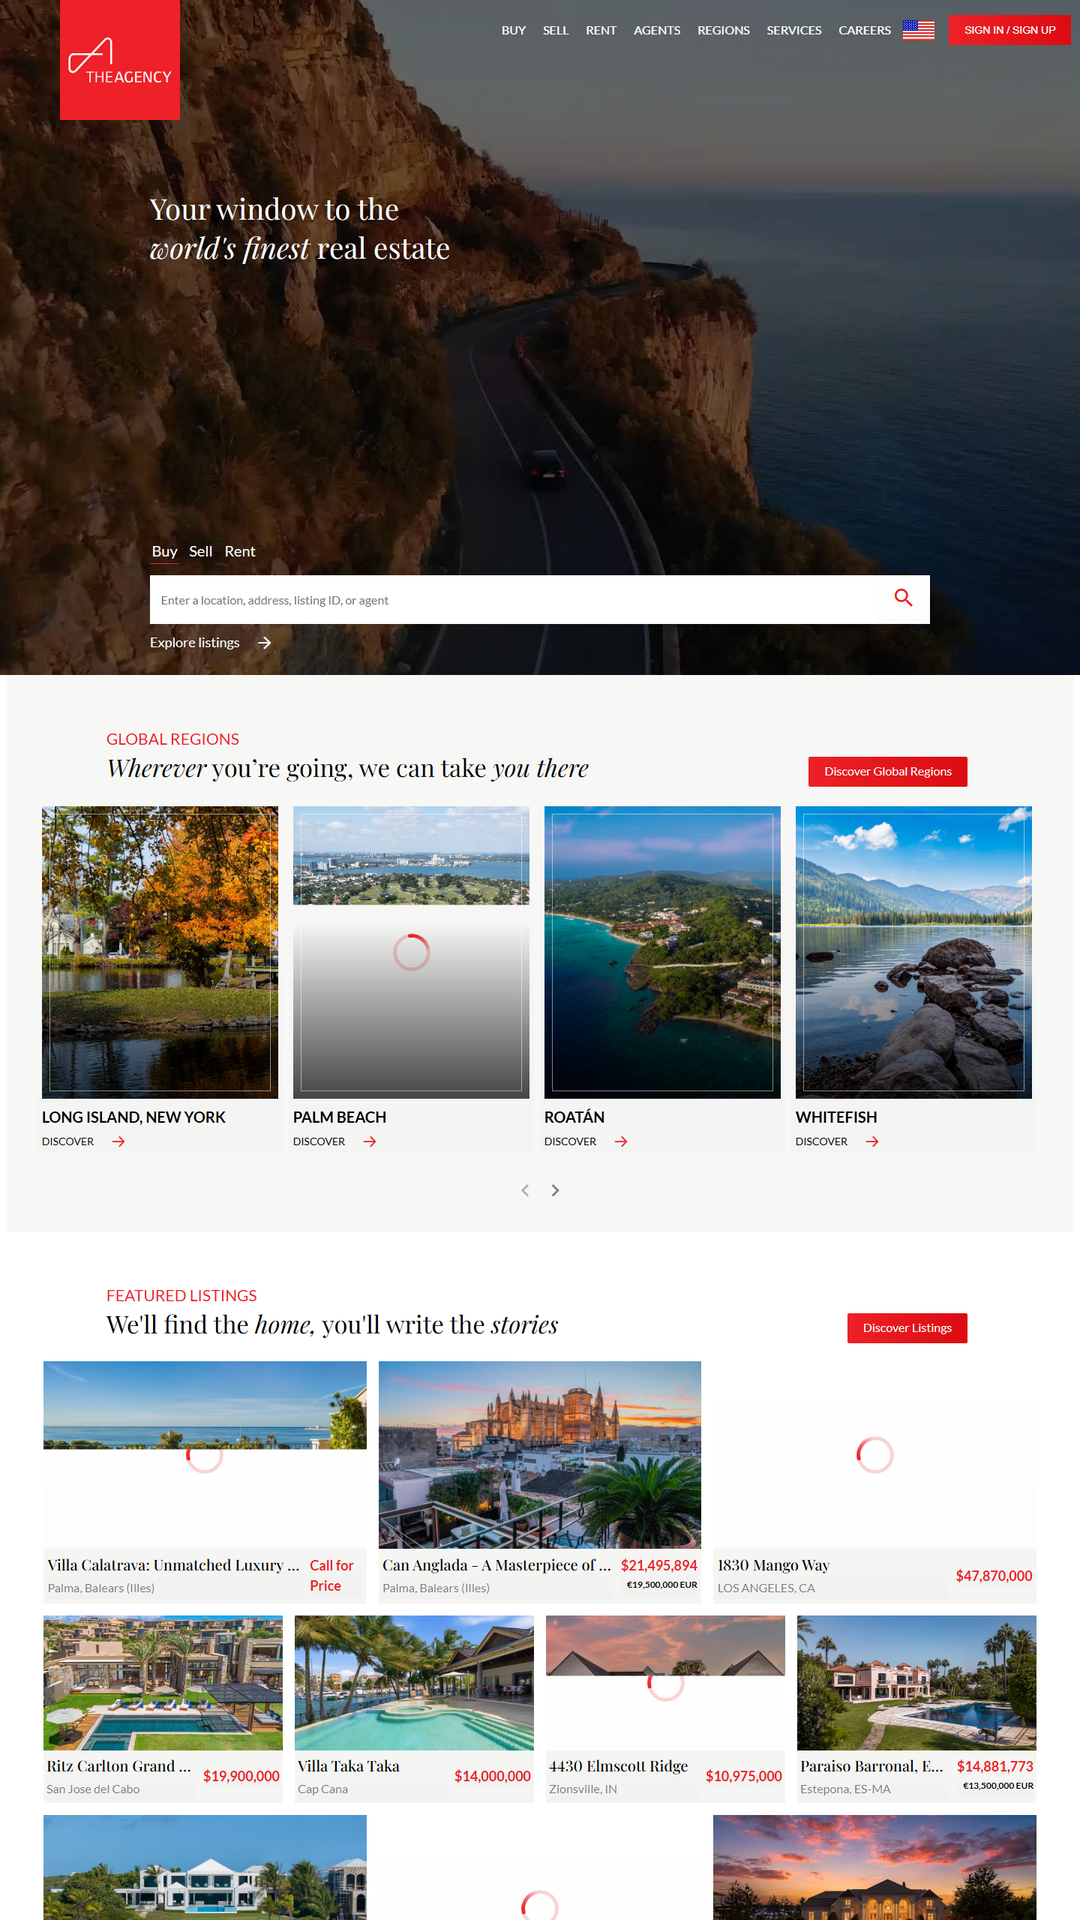 THEAGENCY
BUY SELL RENT AGENTS REGIONS SERVICES CAREERS SIGN IN / SIGN UP
Your window to the
world's finest real estate
Buy Sell Rent
Enter a location, address, listing ID, or agent
Explore listings
GLOBAL REGIONS
Wherever you’re going, we can take you there
Discover Global Regions
LONG ISLAND, NEW YORK
DISCOVER
PALM BEACH
DISCOVER
ROATÁN
DISCOVER
WHITEFISH
DISCOVER
FEATURED LISTINGS
We'll find the home, you'll write the stories
Discover Listings
Villa Calatrava: Unmatched Luxury ...
Call for
Price
Palma, Balears (Illes)
Can Anglada - A Masterpiece of ...
$21,495,894
Palma, Balears (Illes)
€19,500,000 EUR
1830 Mango Way
LOS ANGELES, CA
$47,870,000
Ritz Carlton Grand ...
San Jose del Cabo
$19,900,000
Villa Taka Taka
Cap Cana
$14,000,000
4430 Elmscott Ridge
Zionsville, IN
$10,975,000
Paraiso Barronal, E...
$14,881,773
Estepona, ES-MA
€13,500,000 EUR